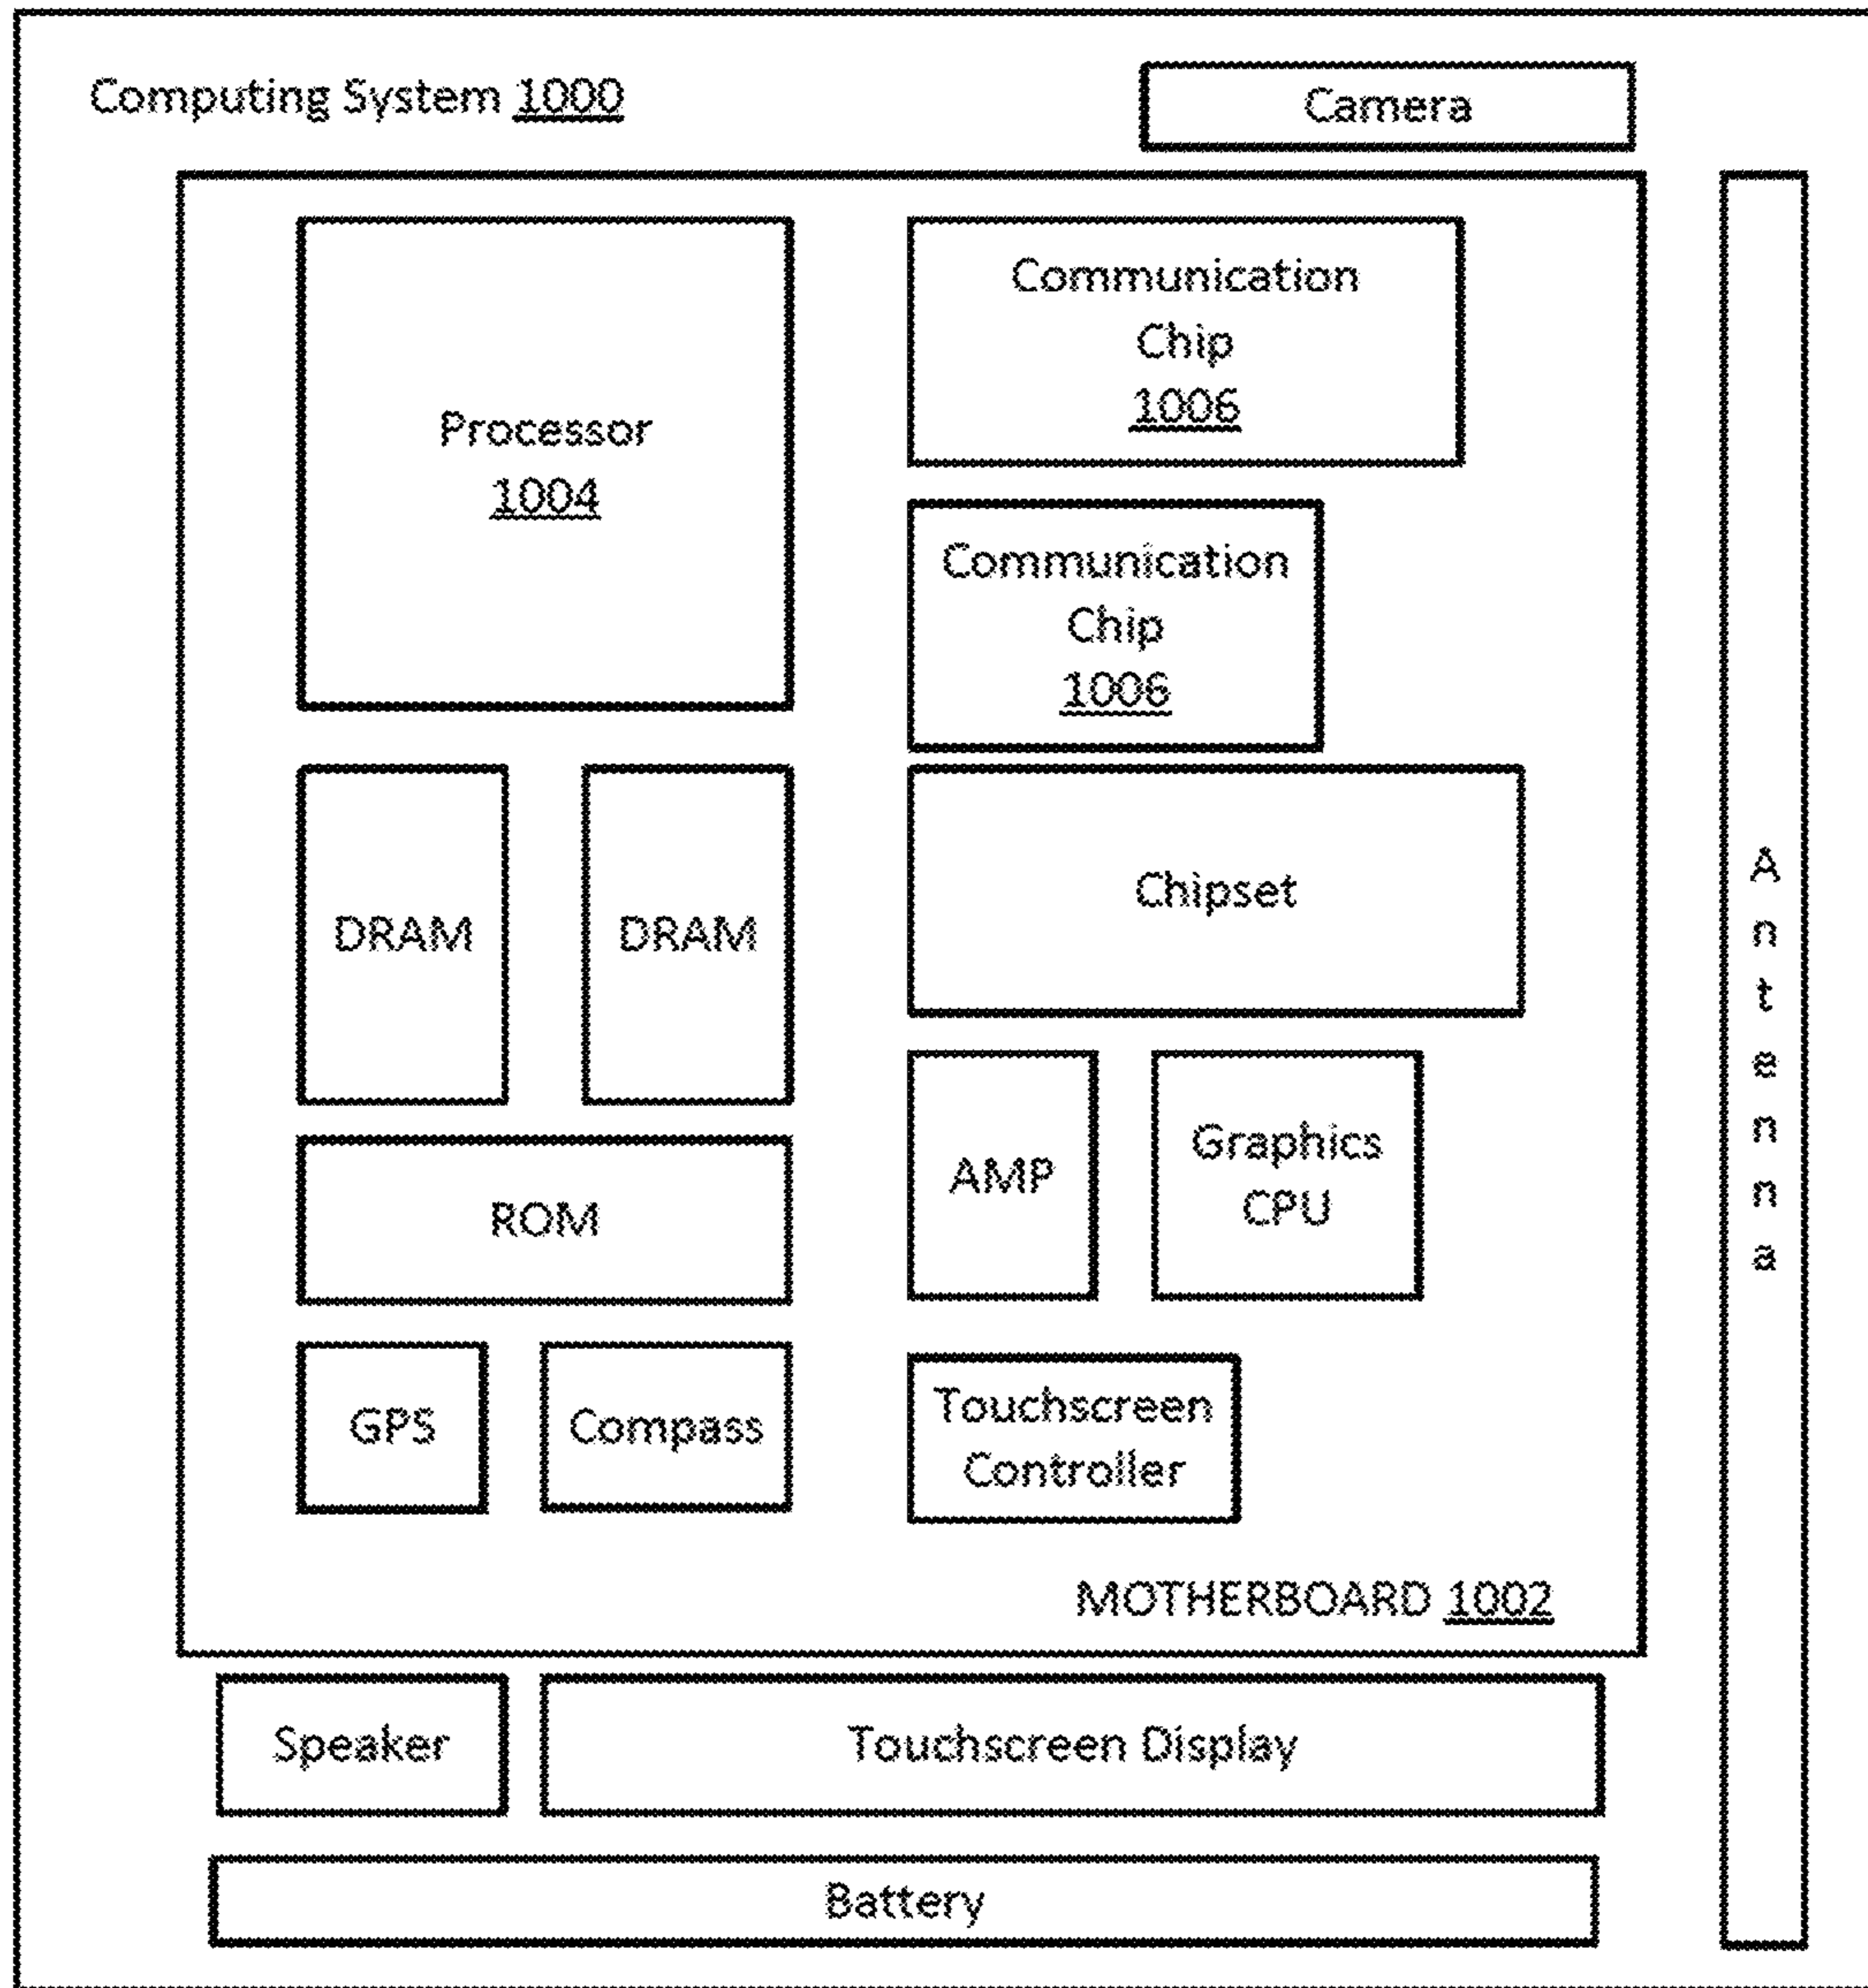 Computing System 1000
Camera
Processor
1004
Communication
Chip
1006
Communication
Chip
1006
DRAM
DRAM
Chipset
ROM
AMP
Graphics
CPU
GPS
Compass
Touchscreen
Controller
MOTHERBOARD 1002
Antenna
Speaker
Touchscreen Display
Battery